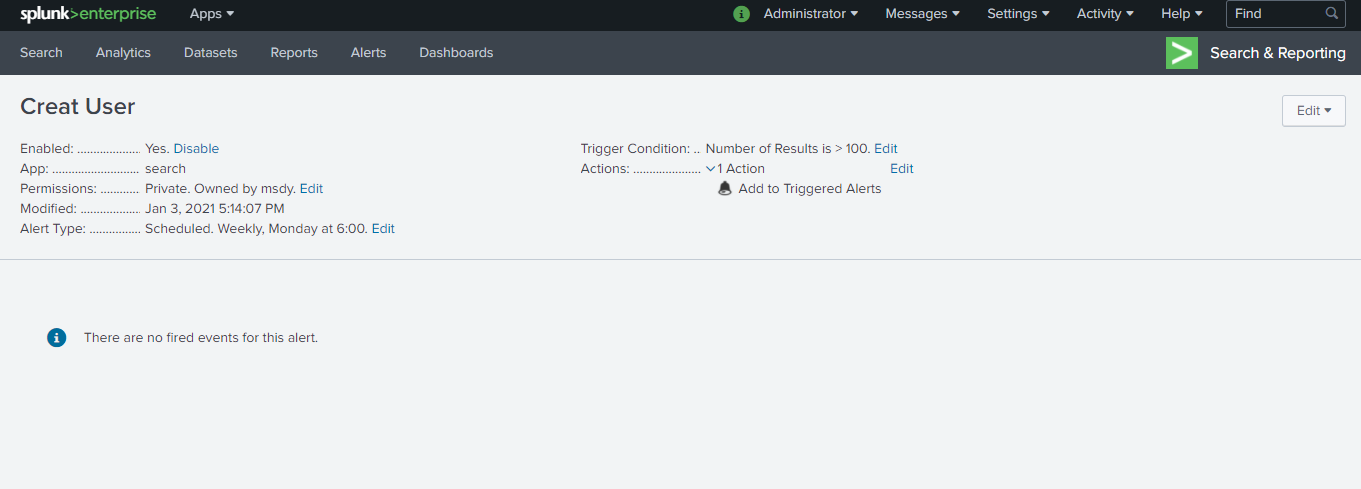 splunk>enterprise Apps Administrator Messages Settings Activity Help Find
Search Analytics Datasets Reports Alerts Dashboards Search & Reporting
Creat User
Edit
Enabled: .................... Yes. Disable
App: ........................... search
Permissions: ............ Private. Owned by msdy. Edit
Modified: ................... Jan 3, 2021 5:14:07 PM
Alert Type: ................ Scheduled. Weekly, Monday at 6:00. Edit
Trigger Condition: .. Number of Results is > 100. Edit
Actions: ..................... 1 Action Edit
Add to Triggered Alerts
There are no fired events for this alert.